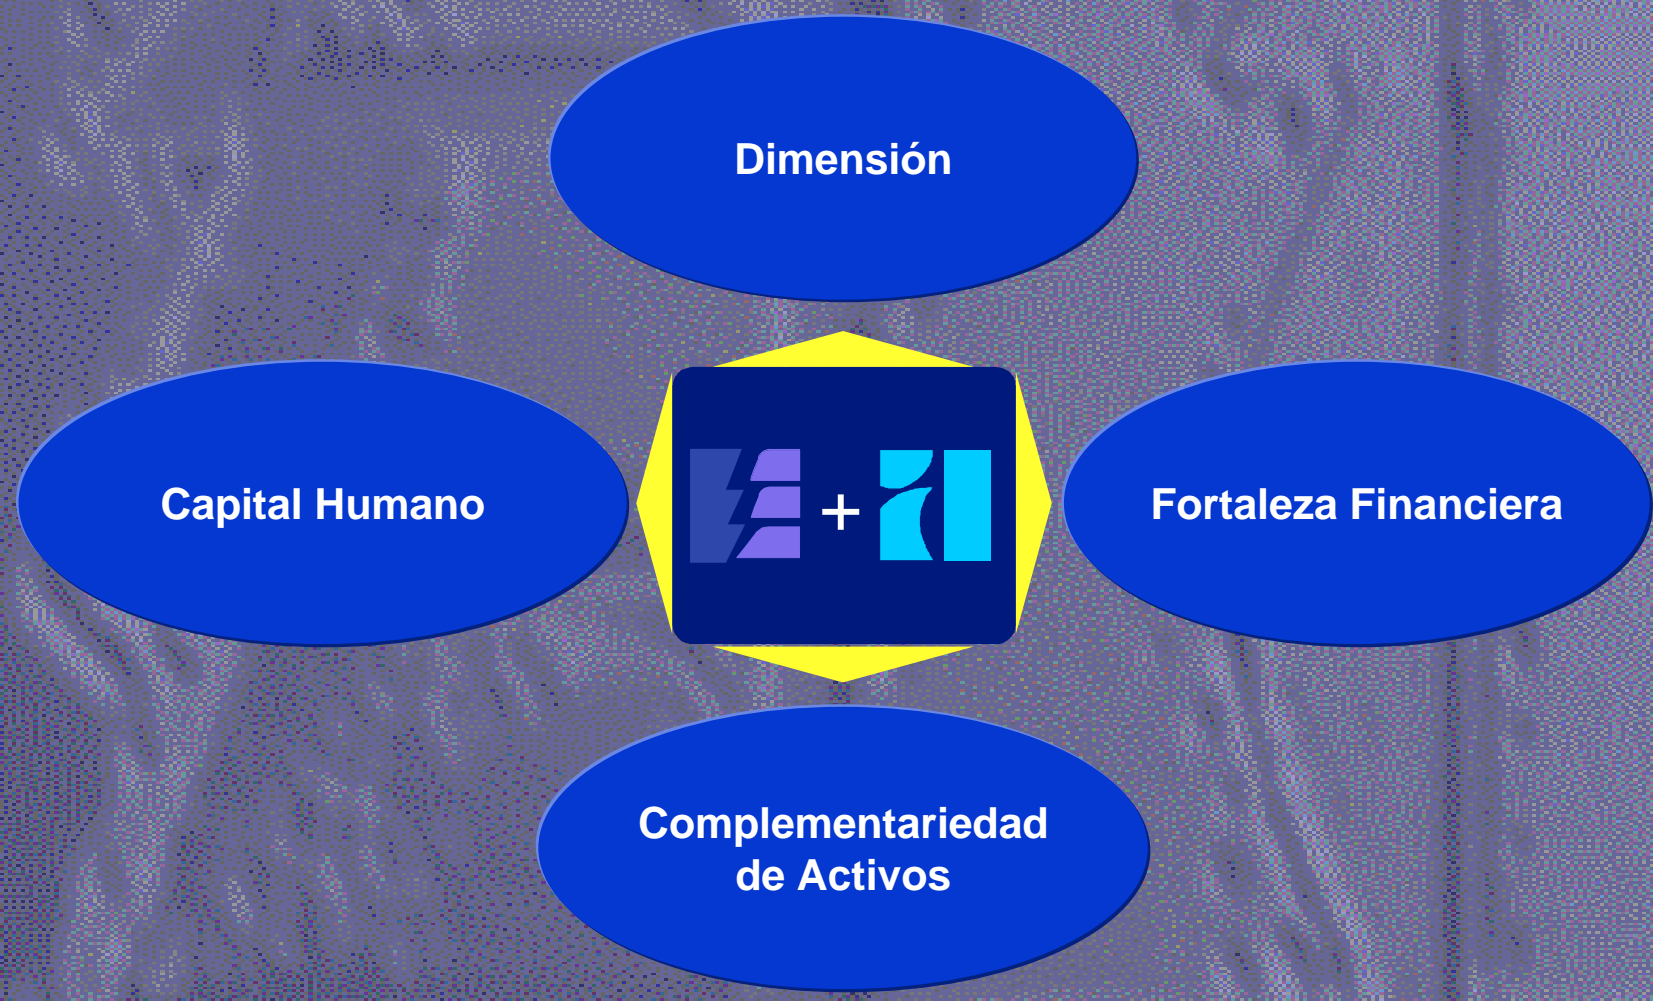 Dimensión
Capital Humano
+
Fortaleza Financiera
Complementariedad
de Activos